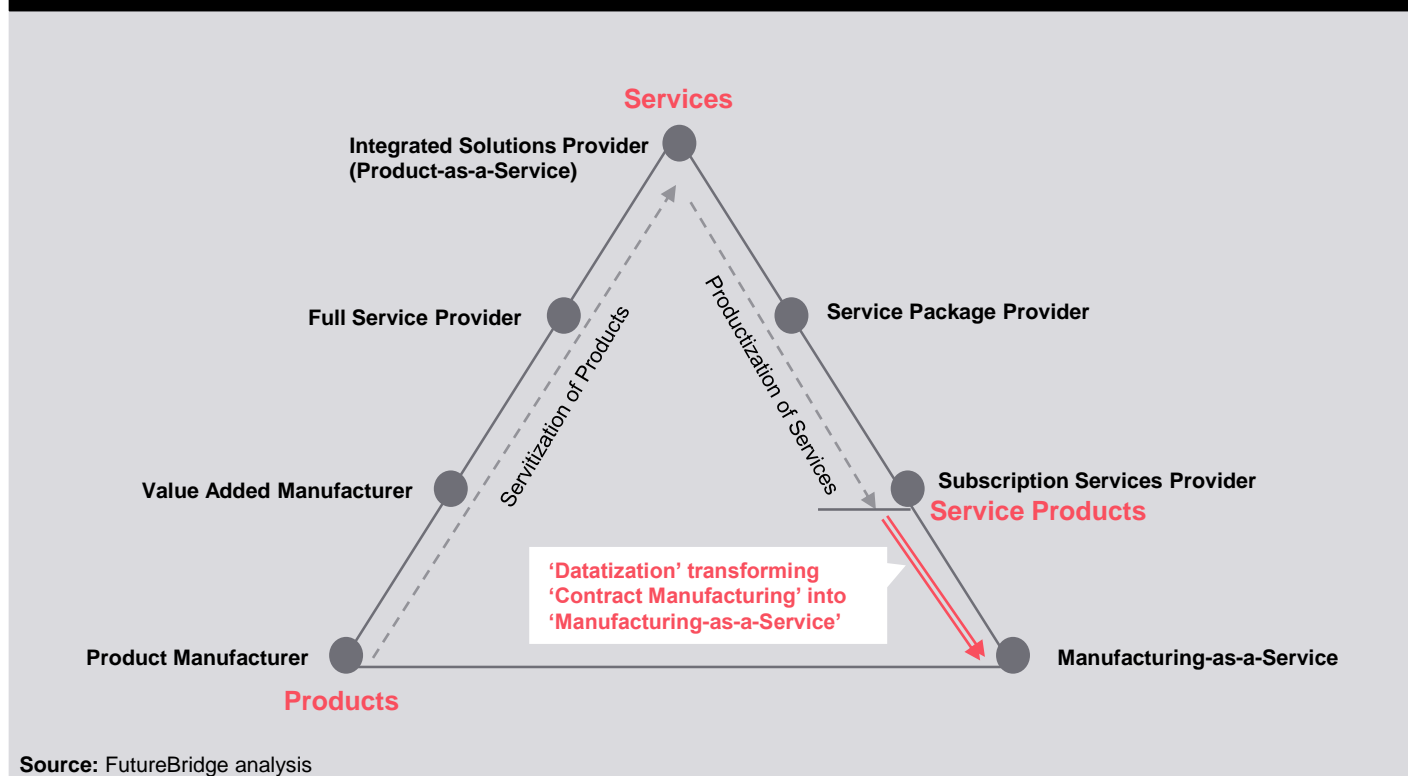 Services
Integrated Solutions Provider
(Product-as-a-Service)
Full Service Provider
Service Package Provider
Servitization of Products
Productization of Services
Value Added Manufacturer
Subscription Services Provider
Service Products
‘Datatization’ transforming
‘Contract Manufacturing’ into
‘Manufacturing-as-a-Service’
Product Manufacturer
Manufacturing-as-a-Service
Products
Source: FutureBridge analysis